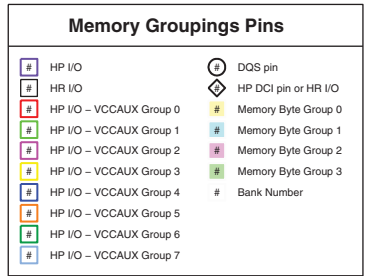 Memory Groupings Pins
# HP I/O
# HR I/O
# HP I/O – VCCAUX Group 0
# HP I/O – VCCAUX Group 1
# HP I/O – VCCAUX Group 2
# HP I/O – VCCAUX Group 3
# HP I/O – VCCAUX Group 4
# HP I/O – VCCAUX Group 5
# HP I/O – VCCAUX Group 6
# HP I/O – VCCAUX Group 7
# DQS pin
# HP DCI pin or HR I/O
# Memory Byte Group 0
# Memory Byte Group 1
# Memory Byte Group 2
# Memory Byte Group 3
# Bank Number